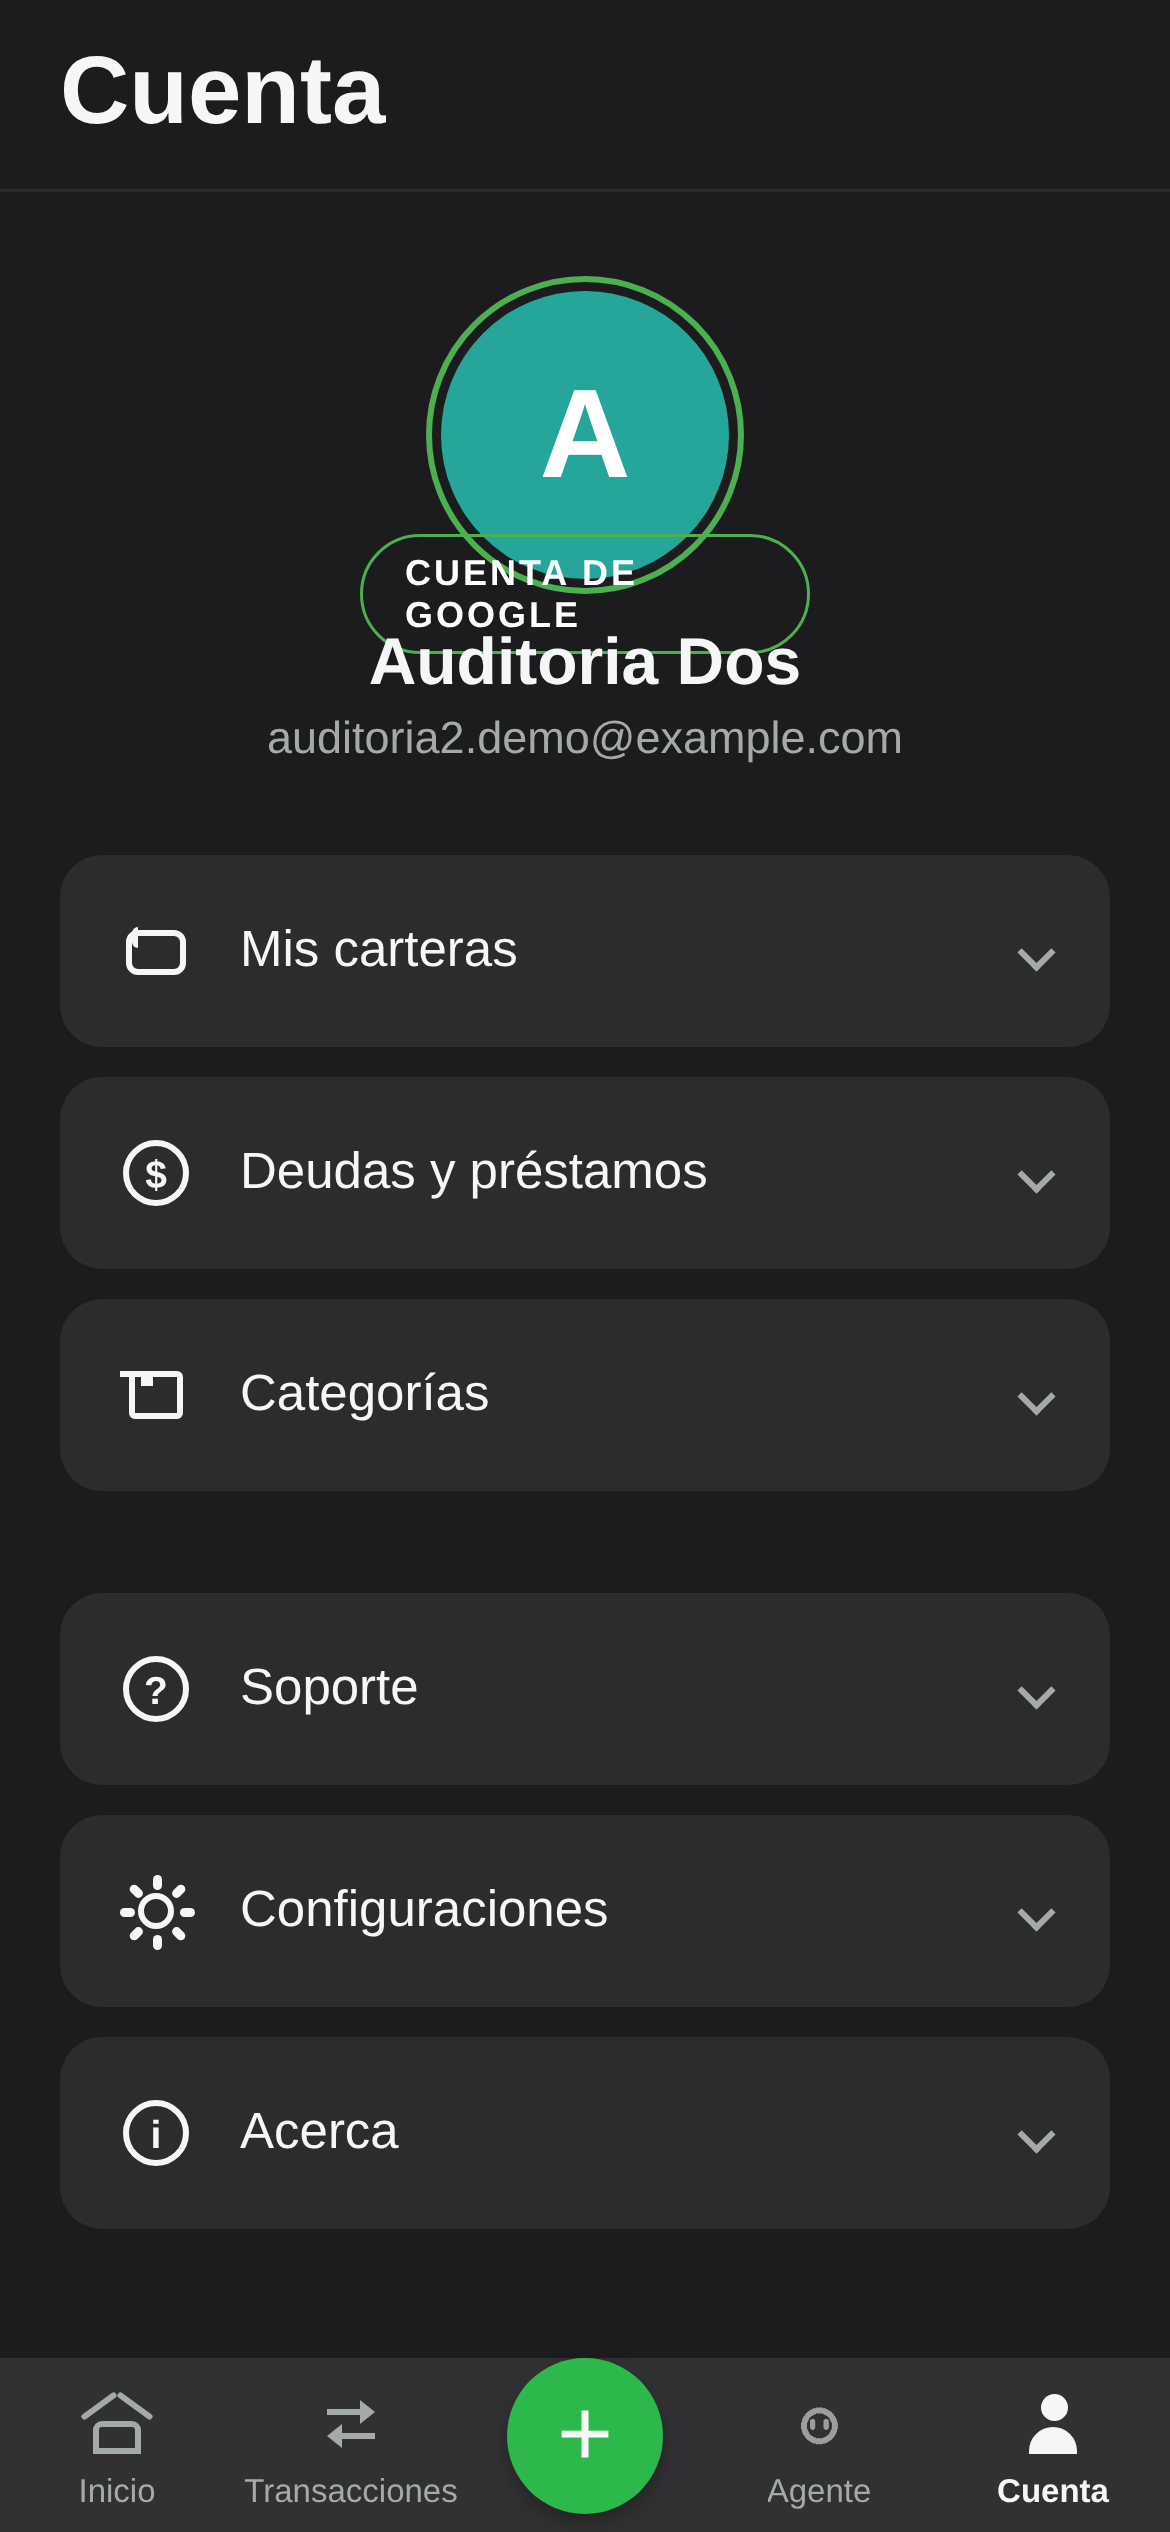 Cuenta
A
CUENTA DE
GOOGLE
Auditoria Dos
auditoria2.demo@example.com
Mis carteras
$
Deudas y préstamos
Categorías
?
Soporte
Configuraciones
i
Acerca
+
Inicio
Transacciones
Agente
Cuenta